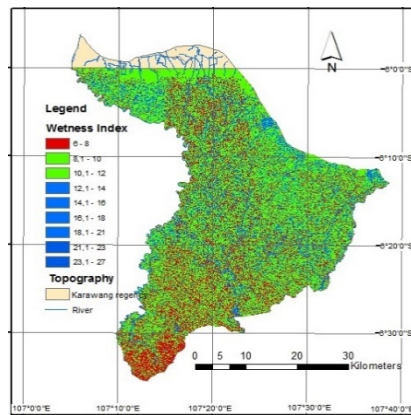 6°0'0"S
N
Legend
Wetness Index
6 - 8
8,1 - 10
10,1 - 12
12,1 - 14
14,1 - 16
16,1 - 18
18,1 - 21
21,1 - 23
23,1 - 27
Topography
Karawang regency
River
6°10'0"S
6°20'0"S
6°30'0"S
0 5 10 20 30
Kilometers
107°0'E 107°10'0"E 107°20'0"E 107°30'0"E 107°40'0"E